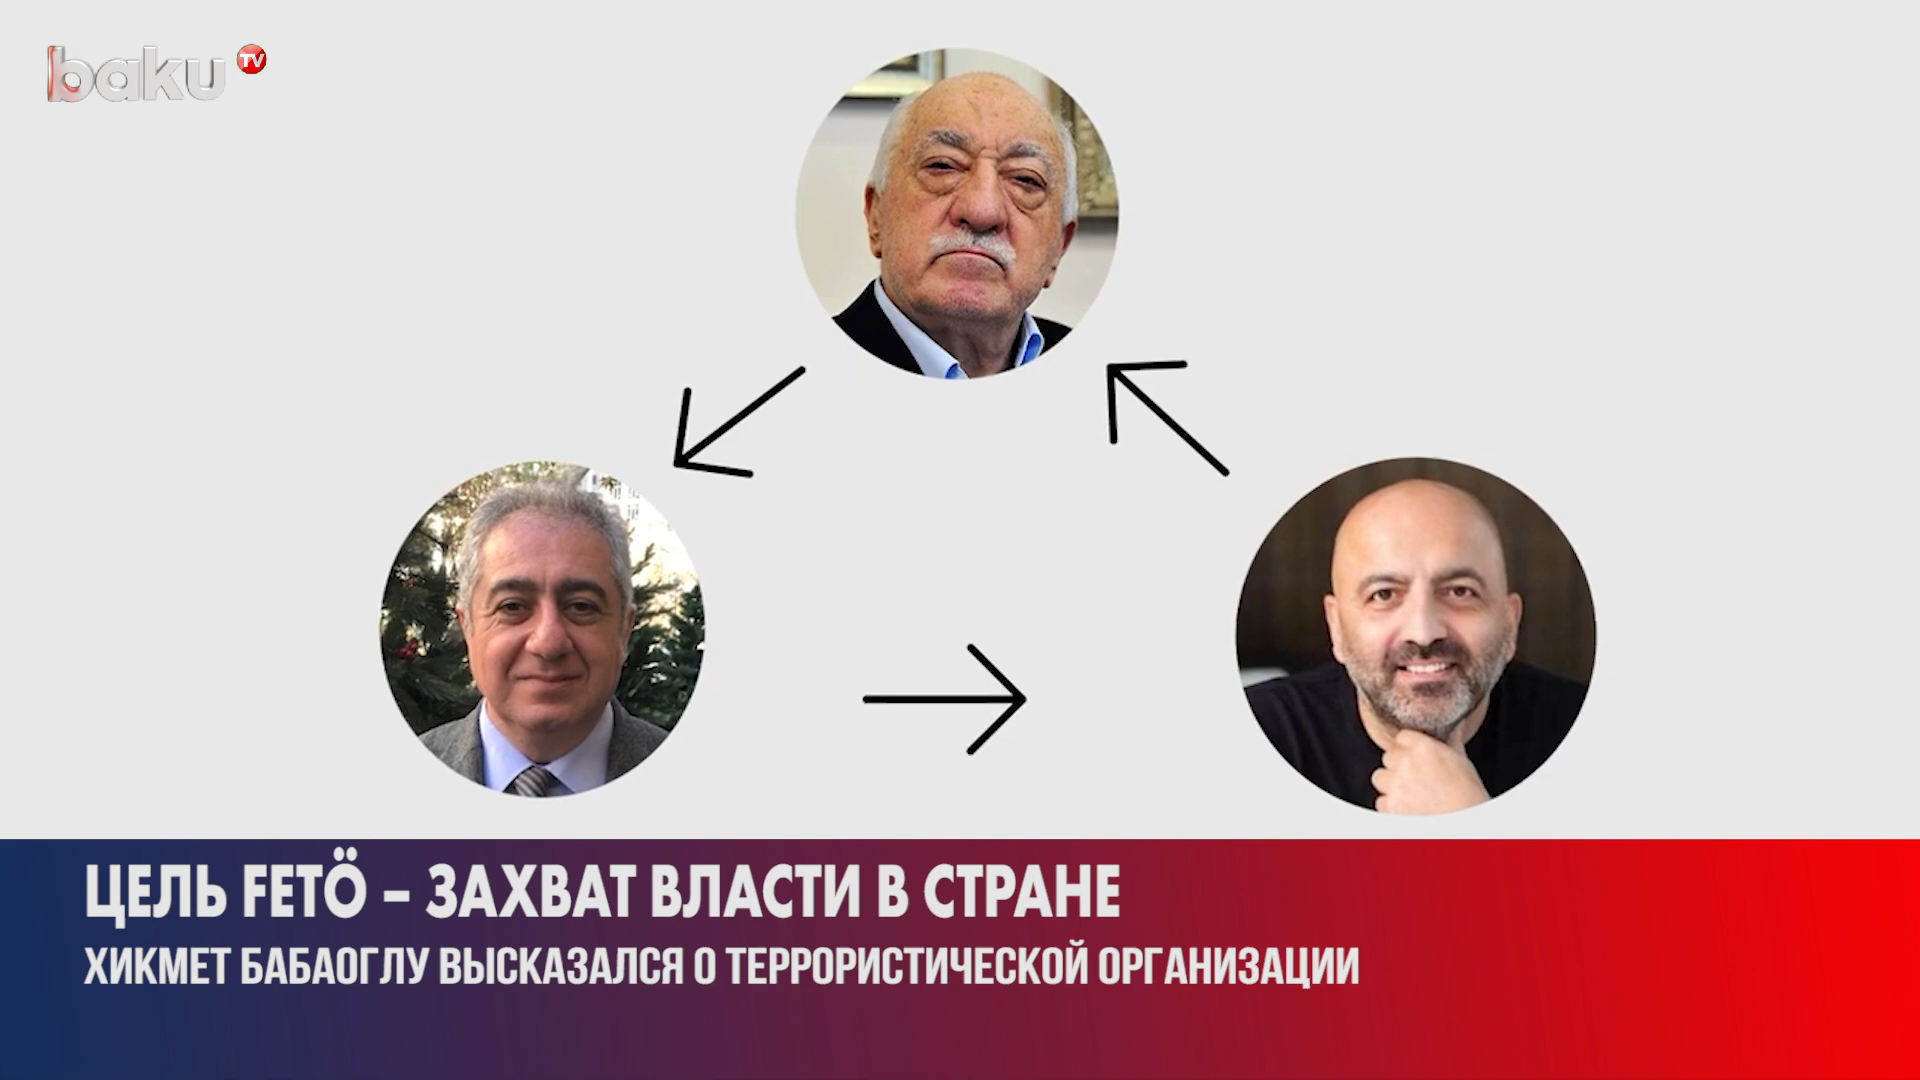 baku TV
ЦЕЛЬ FETÖ – ЗАХВАТ ВЛАСТИ В СТРАНЕ
ХИКМЕТ БАБАОГЛУ ВЫСКАЗАЛСЯ О ТЕРРОРИСТИЧЕСКОЙ ОРГАНИЗАЦИИ